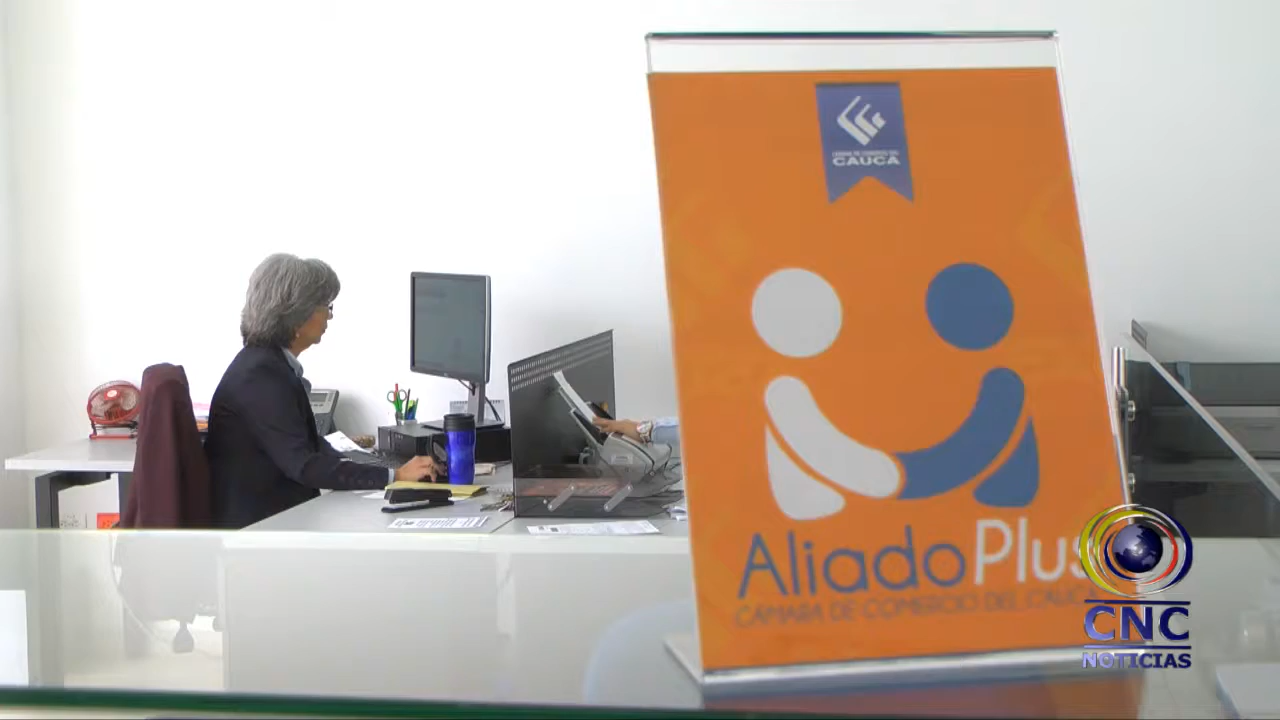 CÁMARA DE COMERCIO DEL
CAUCA
AliadoPlus
CÁMARA DE COMERCIO DEL CAUCA
CNC
NOTICIAS